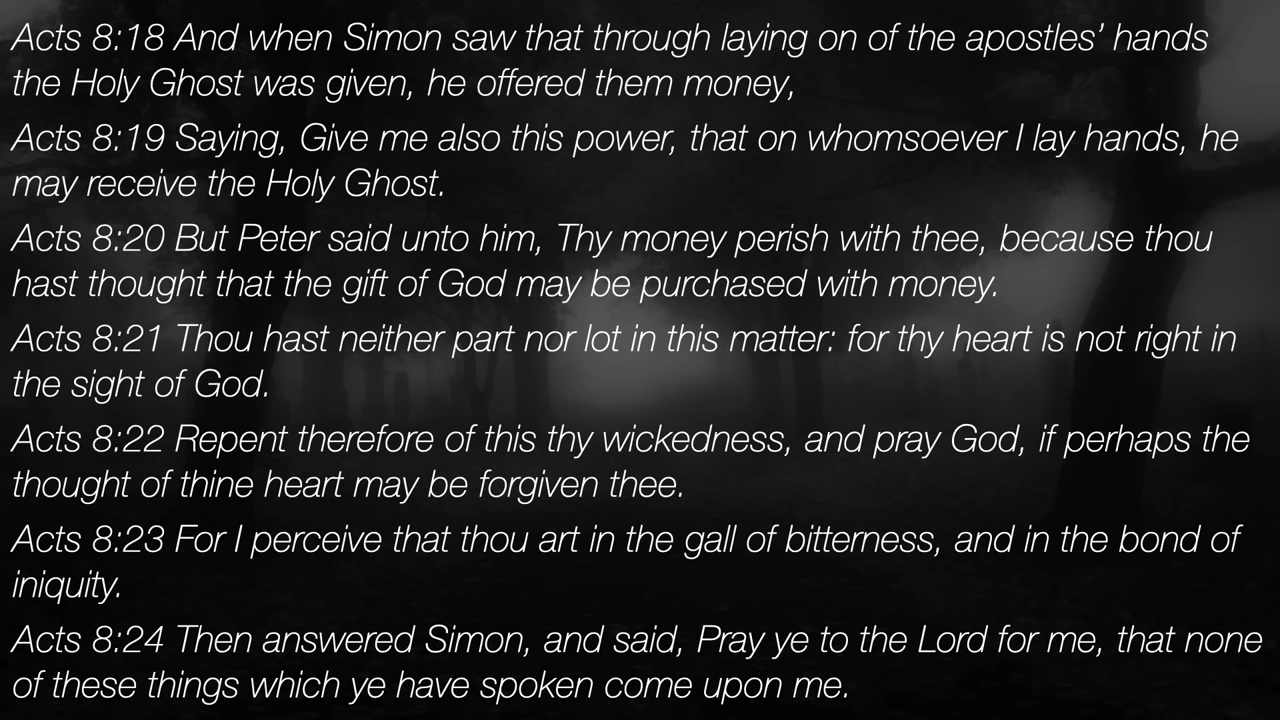 Acts 8:18 And when Simon saw that through laying on of the apostles’ hands
the Holy Ghost was given, he offered them money,
Acts 8:19 Saying, Give me also this power, that on whomsoever I lay hands, he
may receive the Holy Ghost.
Acts 8:20 But Peter said unto him, Thy money perish with thee, because thou
hast thought that the gift of God may be purchased with money.
Acts 8:21 Thou hast neither part nor lot in this matter: for thy heart is not right in
the sight of God.
Acts 8:22 Repent therefore of this thy wickedness, and pray God, if perhaps the
thought of thine heart may be forgiven thee.
Acts 8:23 For I perceive that thou art in the gall of bitterness, and in the bond of
iniquity.
Acts 8:24 Then answered Simon, and said, Pray ye to the Lord for me, that none
of these things which ye have spoken come upon me.